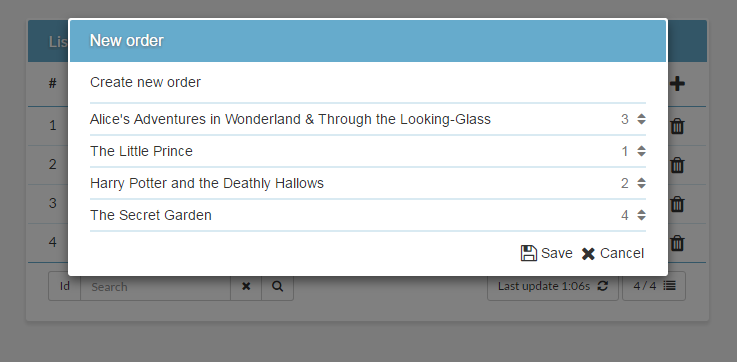 Lis
New order
#
Create new order
1
Alice's Adventures in Wonderland & Through the Looking-Glass 3
2
The Little Prince 1
Harry Potter and the Deathly Hallows 2
3
The Secret Garden 4
4
Save Cancel
Id Search Last update 1:06s 4 / 4